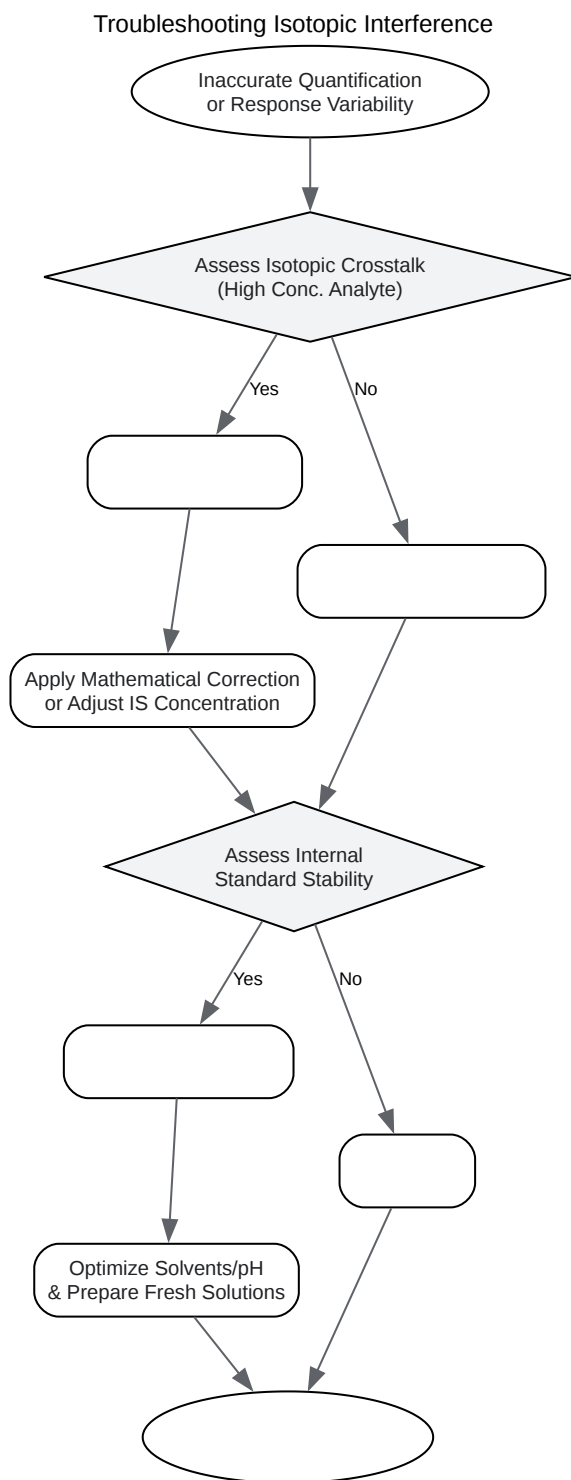 Troubleshooting Isotopic Interference
Inaccurate Quantification
or Response Variability
Assess Isotopic Crosstalk
(High Conc. Analyte)
Yes
No
Apply Mathematical Correction
or Adjust IS Concentration
Assess Internal
Standard Stability
Yes
No
Optimize Solvents/pH
& Prepare Fresh Solutions